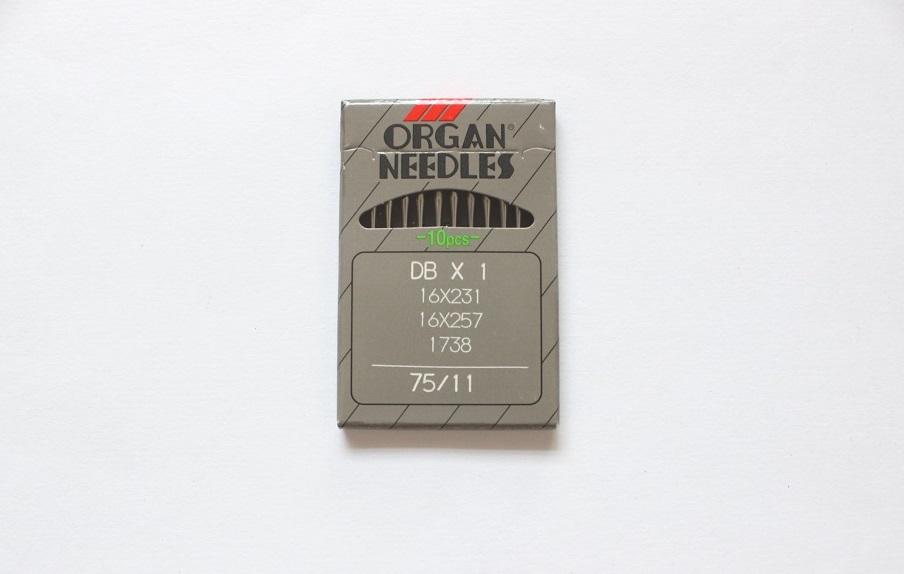 ORGAN®
NEEDLES
-10pcs-
DB X 1
16X231
16X257
1738
75/11